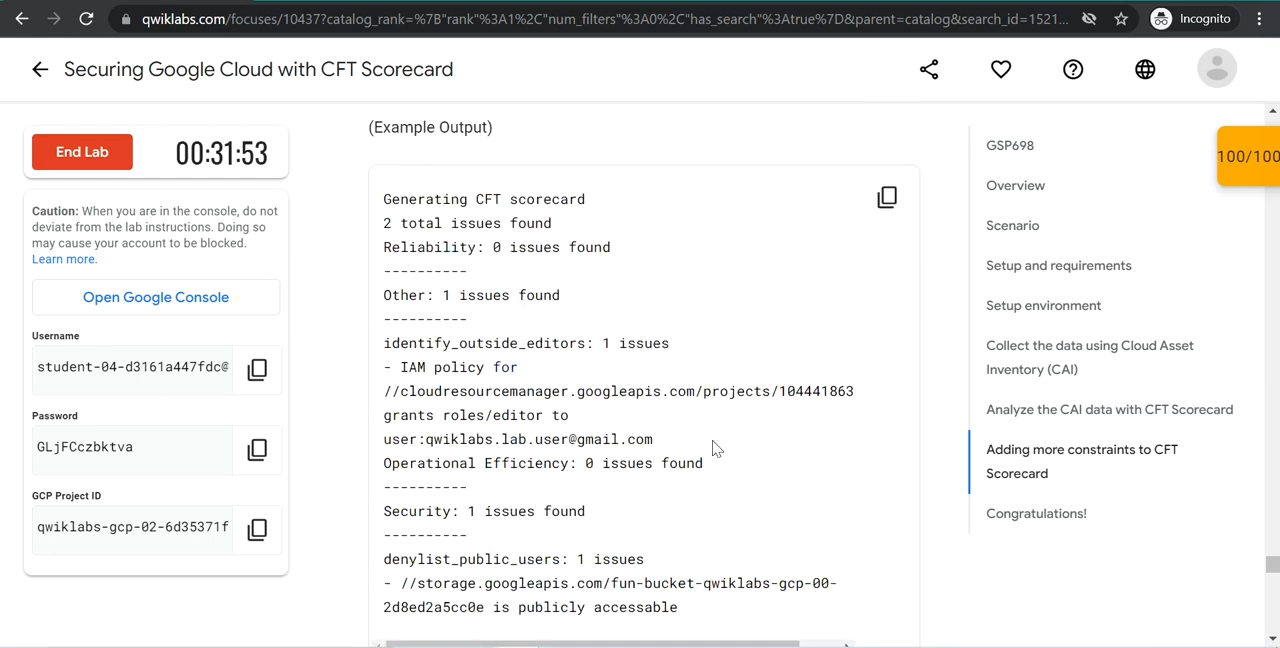 qwiklabs.com/focuses/10437?catalog_rank=%7B"rank"%3A1%2C"num_filters"%3A0%2C"has_search"%3Atrue%7D&parent=catalog&search_id=1521...
Incognito
Securing Google Cloud with CFT Scorecard
End Lab
00:31:53
Caution: When you are in the console, do not
deviate from the lab instructions. Doing so
may cause your account to be blocked.
Learn more.
Open Google Console
Username
student-04-d3161a447fdc@
Password
GLjFCczbktva
GCP Project ID
qwiklabs-gcp-02-6d35371f
(Example Output)
Generating CFT scorecard
2 total issues found
Reliability: 0 issues found
----------
Other: 1 issues found
----------
identify_outside_editors: 1 issues
- IAM policy for
//cloudresourcemanager.googleapis.com/projects/104441863
grants roles/editor to
user:qwiklabs.lab.user@gmail.com
Operational Efficiency: 0 issues found
----------
Security: 1 issues found
----------
denylist_public_users: 1 issues
- //storage.googleapis.com/fun-bucket-qwiklabs-gcp-00-
2d8ed2a5cc0e is publicly accessable
GSP698
Overview
Scenario
Setup and requirements
Setup environment
Collect the data using Cloud Asset
Inventory (CAI)
Analyze the CAI data with CFT Scorecard
Adding more constraints to CFT
Scorecard
Congratulations!
100/100